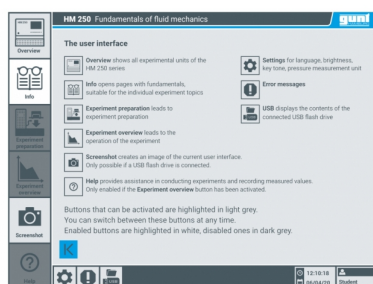 HM 250 Fundamentals of fluid mechanics
gunt
Overview
Info
Experiment
preparation
Experiment
overview
Screenshot
Help
The user interface
Overview shows all experimental units of the
HM 250 series
Info opens pages with fundamentals,
suitable for the individual experiment topics
Experiment preparation leads to
experiment preparation
Experiment overview leads to the
operation of the experiment
Screenshot creates an image of the current user interface.
Only possible if a USB flash drive is connected.
Help provides assistance in conducting experiments and recording measured values.
Only enabled if the Experiment overview button has been activated.
Settings for language, brightness,
key tone, pressure measurement unit
Error messages
USB displays the contents of the
connected USB flash drive
Buttons that can be activated are highlighted in light grey.
You can switch between these buttons at any time.
Enabled buttons are highlighted in white, disabled ones in dark grey.
12:10:18
06/04/20
Student